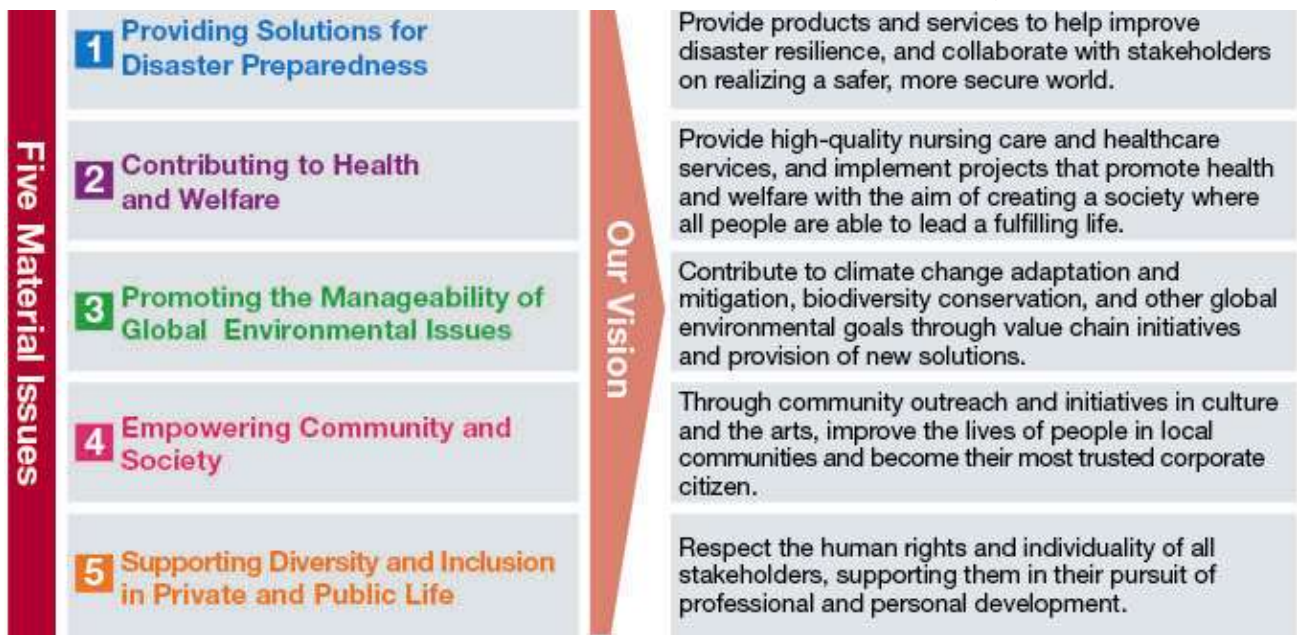 Five Material Issues
1 Providing Solutions for
Disaster Preparedness
2 Contributing to Health
and Welfare
3 Promoting the Manageability of
Global Environmental Issues
4 Empowering Community and
Society
5 Supporting Diversity and Inclusion
in Private and Public Life
Our Vision
Provide products and services to help improve
disaster resilience, and collaborate with stakeholders
on realizing a safer, more secure world.
Provide high-quality nursing care and healthcare
services, and implement projects that promote health
and welfare with the aim of creating a society where
all people are able to lead a fulfilling life.
Contribute to climate change adaptation and
mitigation, biodiversity conservation, and other global
environmental goals through value chain initiatives
and provision of new solutions.
Through community outreach and initiatives in culture
and the arts, improve the lives of people in local
communities and become their most trusted corporate
citizen.
Respect the human rights and individuality of all
stakeholders, supporting them in their pursuit of
professional and personal development.